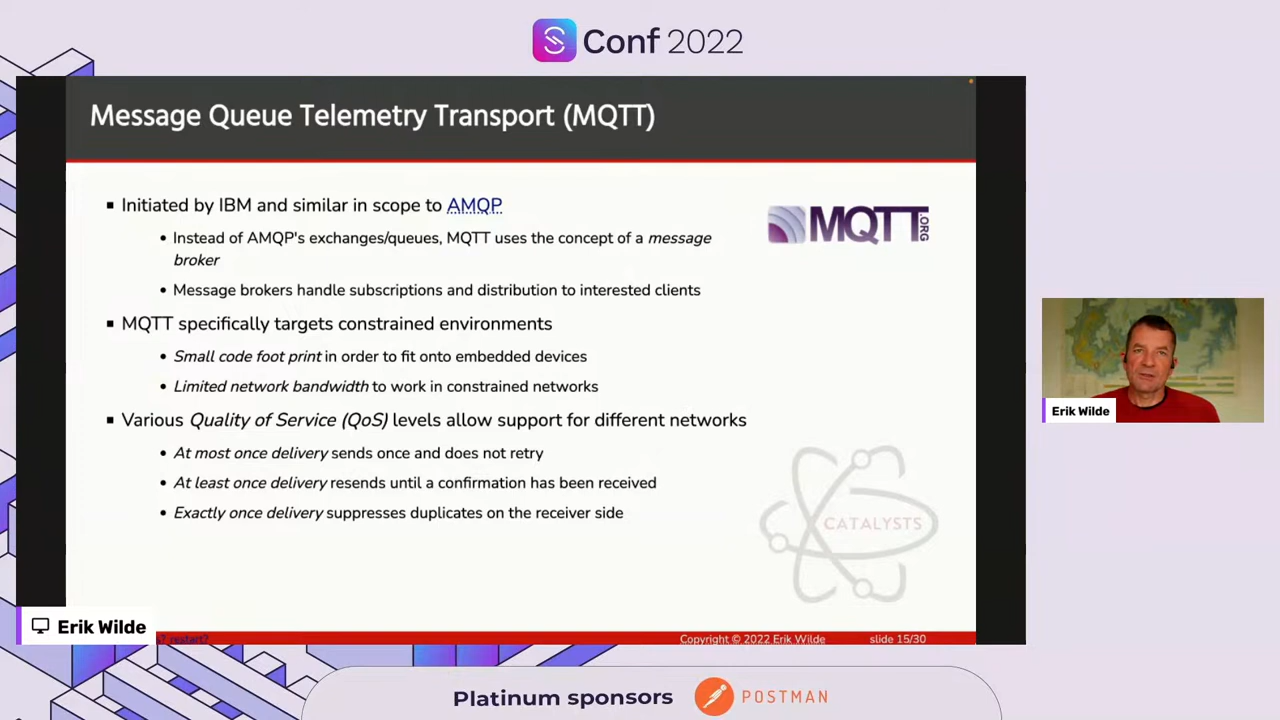 Conf 2022
Message Queue Telemetry Transport (MQTT)
▪ Initiated by IBM and similar in scope to AMQP
• Instead of AMQP's exchanges/queues, MQTT uses the concept of a message
broker
• Message brokers handle subscriptions and distribution to interested clients
▪ MQTT specifically targets constrained environments
• Small code foot print in order to fit onto embedded devices
• Limited network bandwidth to work in constrained networks
▪ Various Quality of Service (QoS) levels allow support for different networks
• At most once delivery sends once and does not retry
• At least once delivery resends until a confirmation has been received
• Exactly once delivery suppresses duplicates on the receiver side
MQTT.ORG
CATALYSTS
Erik Wilde
Erik Wilde
? restart?
Copyright © 2022 Erik Wilde
slide 15/30
Platinum sponsors
POSTMAN